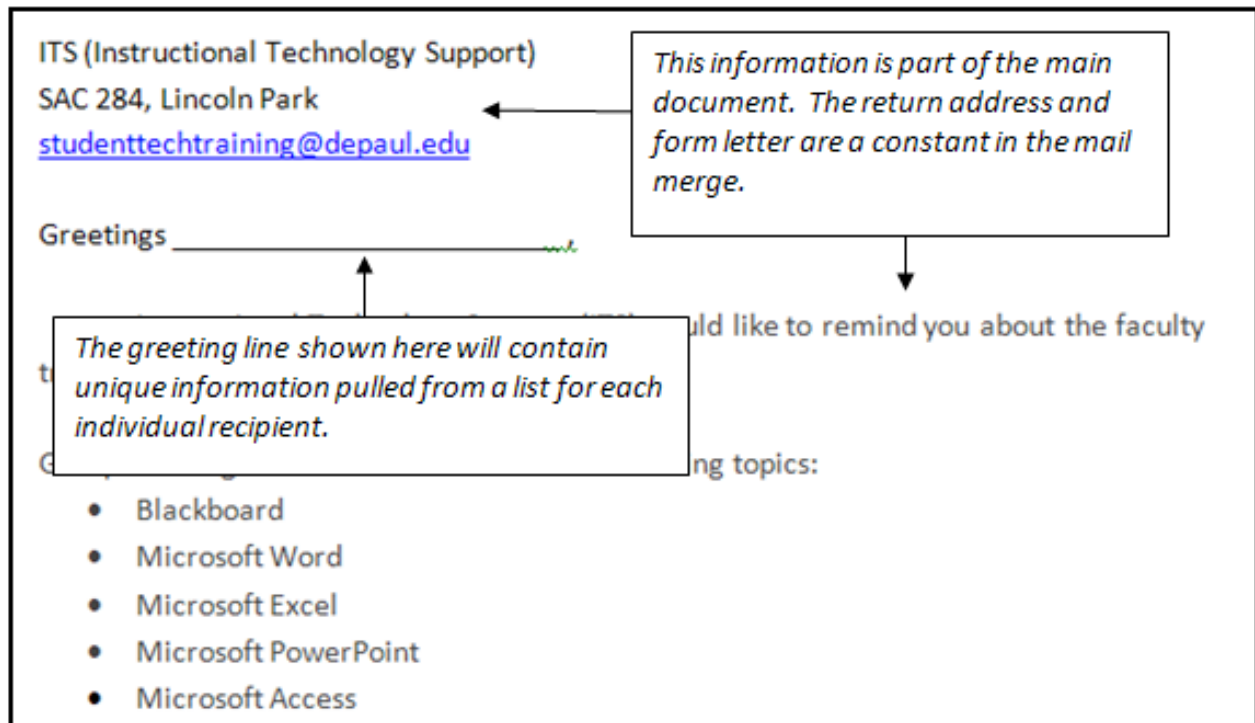 ITS (Instructional Technology Support)
SAC 284, Lincoln Park
studenttechtraining@depaul.edu
This information is part of the main
document. The return address and
form letter are a constant in the mail
merge.
Greetings ,
like to remind you about the faculty
The greeting line shown here will contain
unique information pulled from a list for each
individual recipient.
topics:
• Blackboard
• Microsoft Word
• Microsoft Excel
• Microsoft PowerPoint
• Microsoft Access